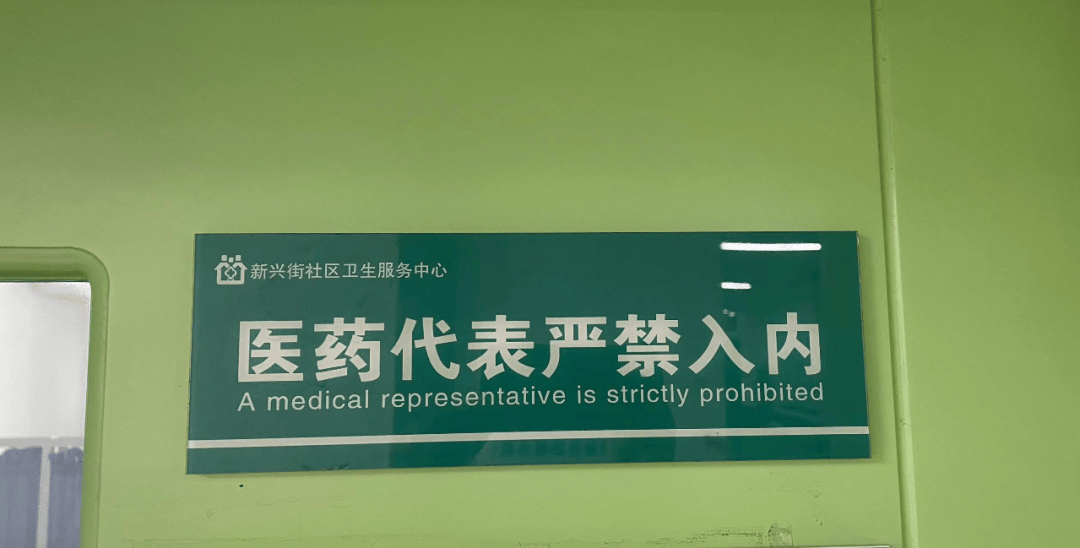 新兴街社区卫生服务中心
医药代表严禁入内
A medical representative is strictly prohibited